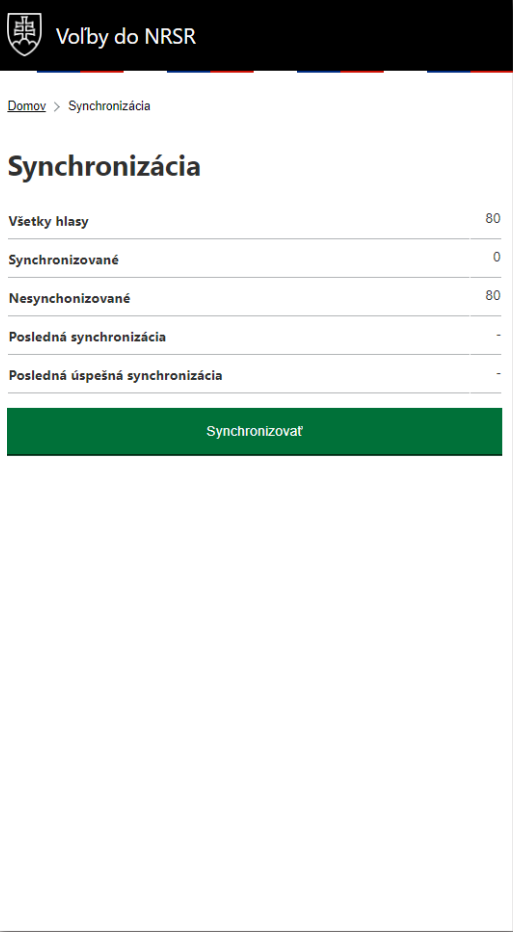 Voľby do NRSR
Domov > Synchronizácia
Synchronizácia
Všetky hlasy 80
Synchronizované 0
Nesynchonizované 80
Posledná synchronizácia -
Posledná úspešná synchronizácia -
Synchronizovať